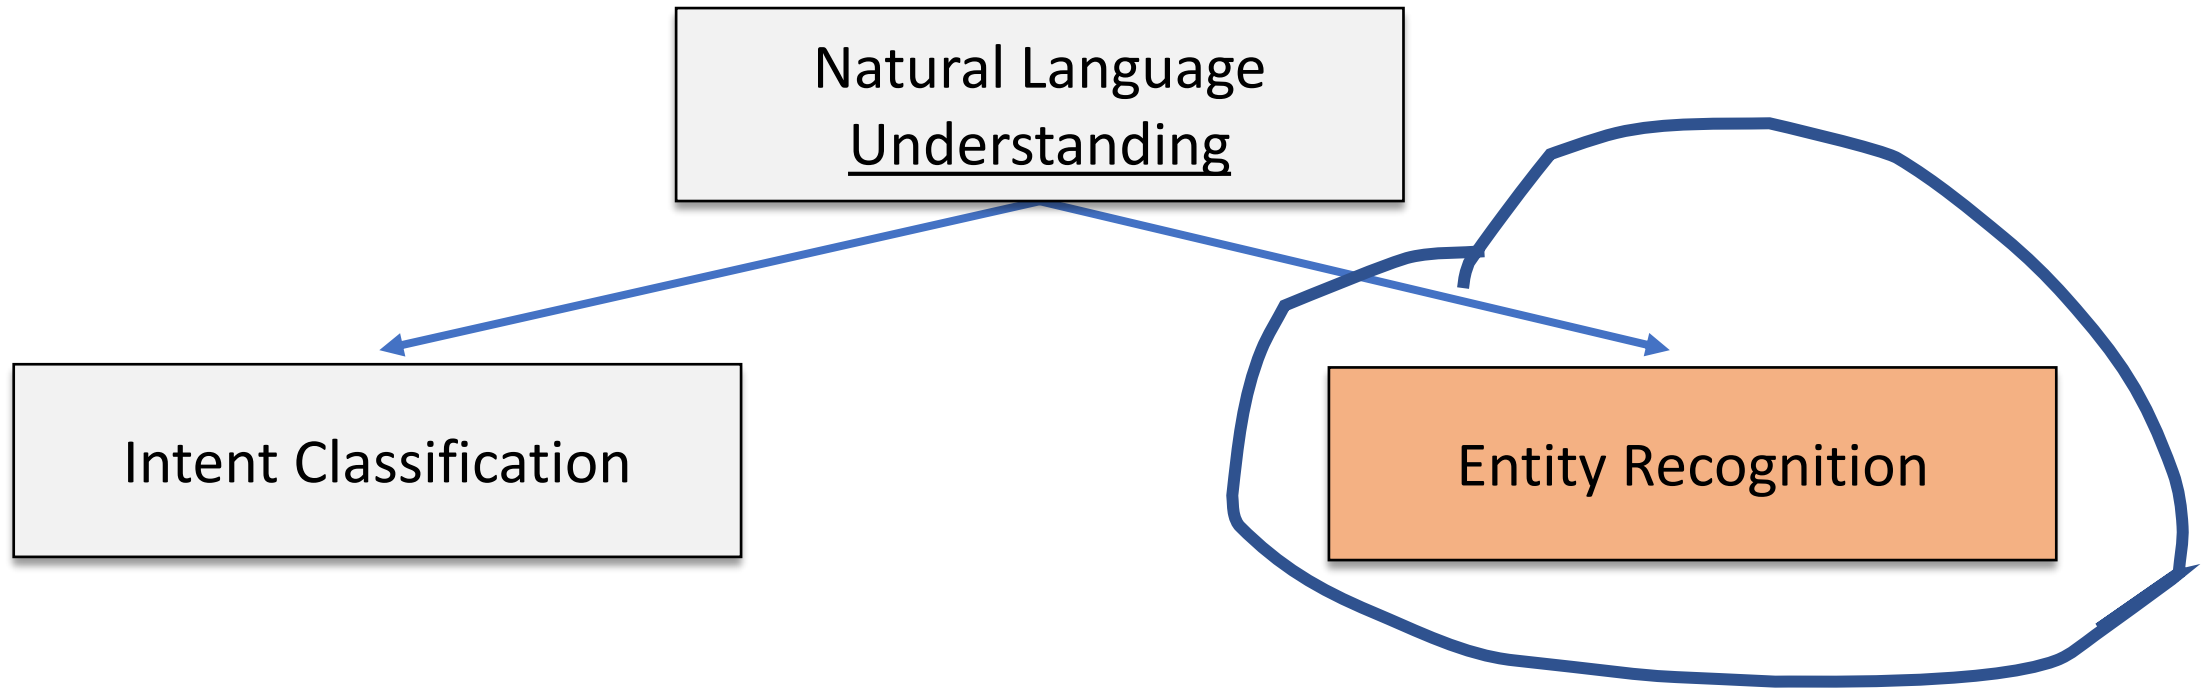 Natural Language
Understanding
Intent Classification
Entity Recognition